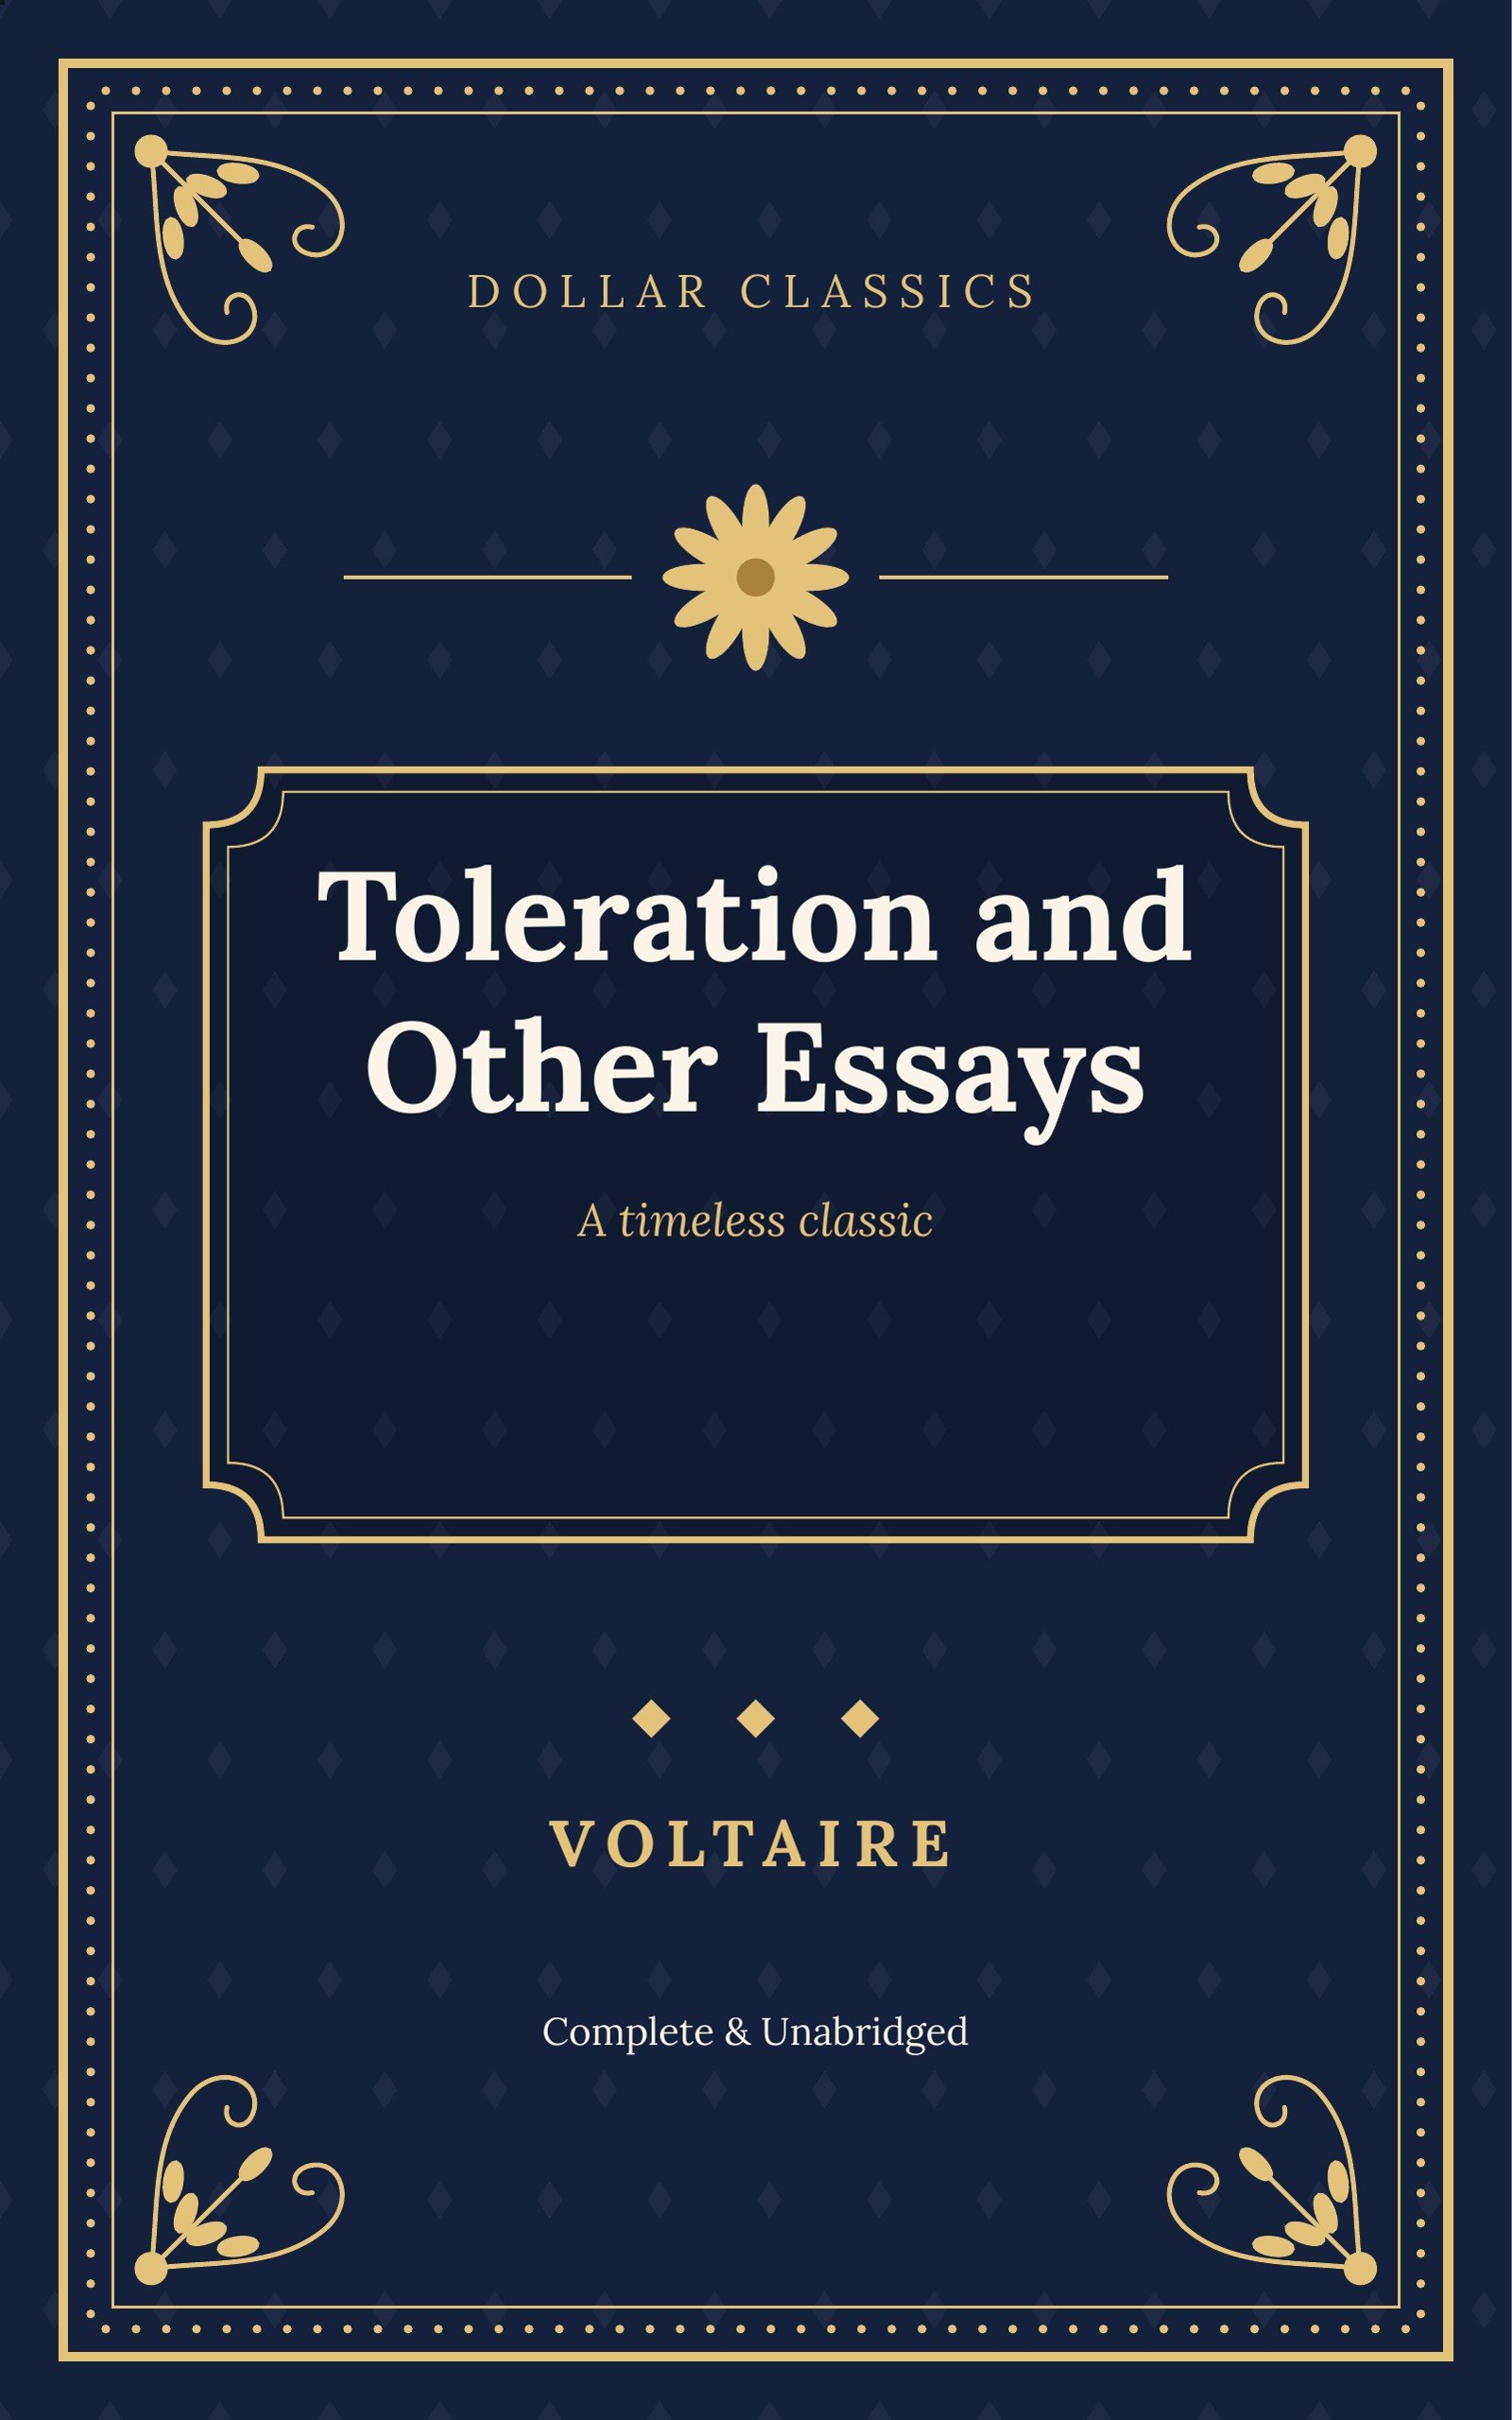 DOLLAR CLASSICS
Toleration and
Other Essays
A timeless classic
VOLTAIRE
Complete & Unabridged